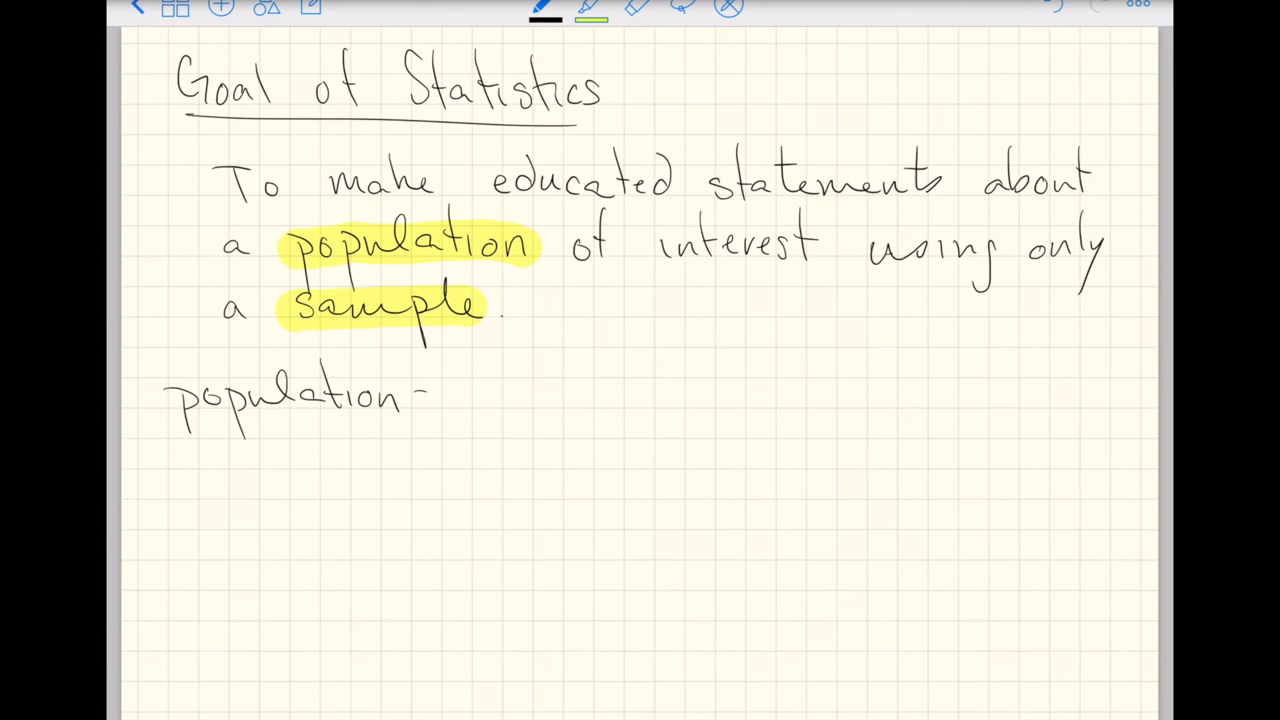 Goal of Statistics
To make educated statements about
a population of interest using only
a sample.
population -